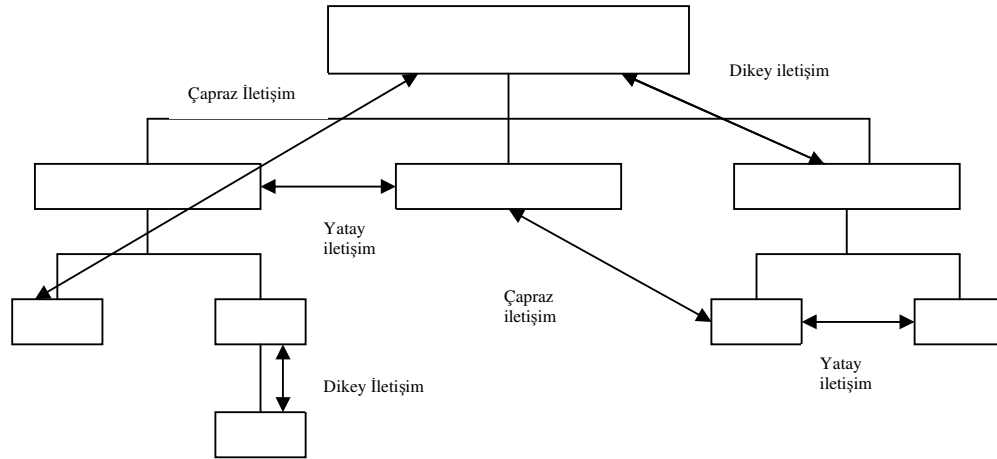 Dikey iletişim
Çapraz İletişim
Yatay
iletişim
Çapraz
iletişim
Yatay
iletişim
Dikey İletişim